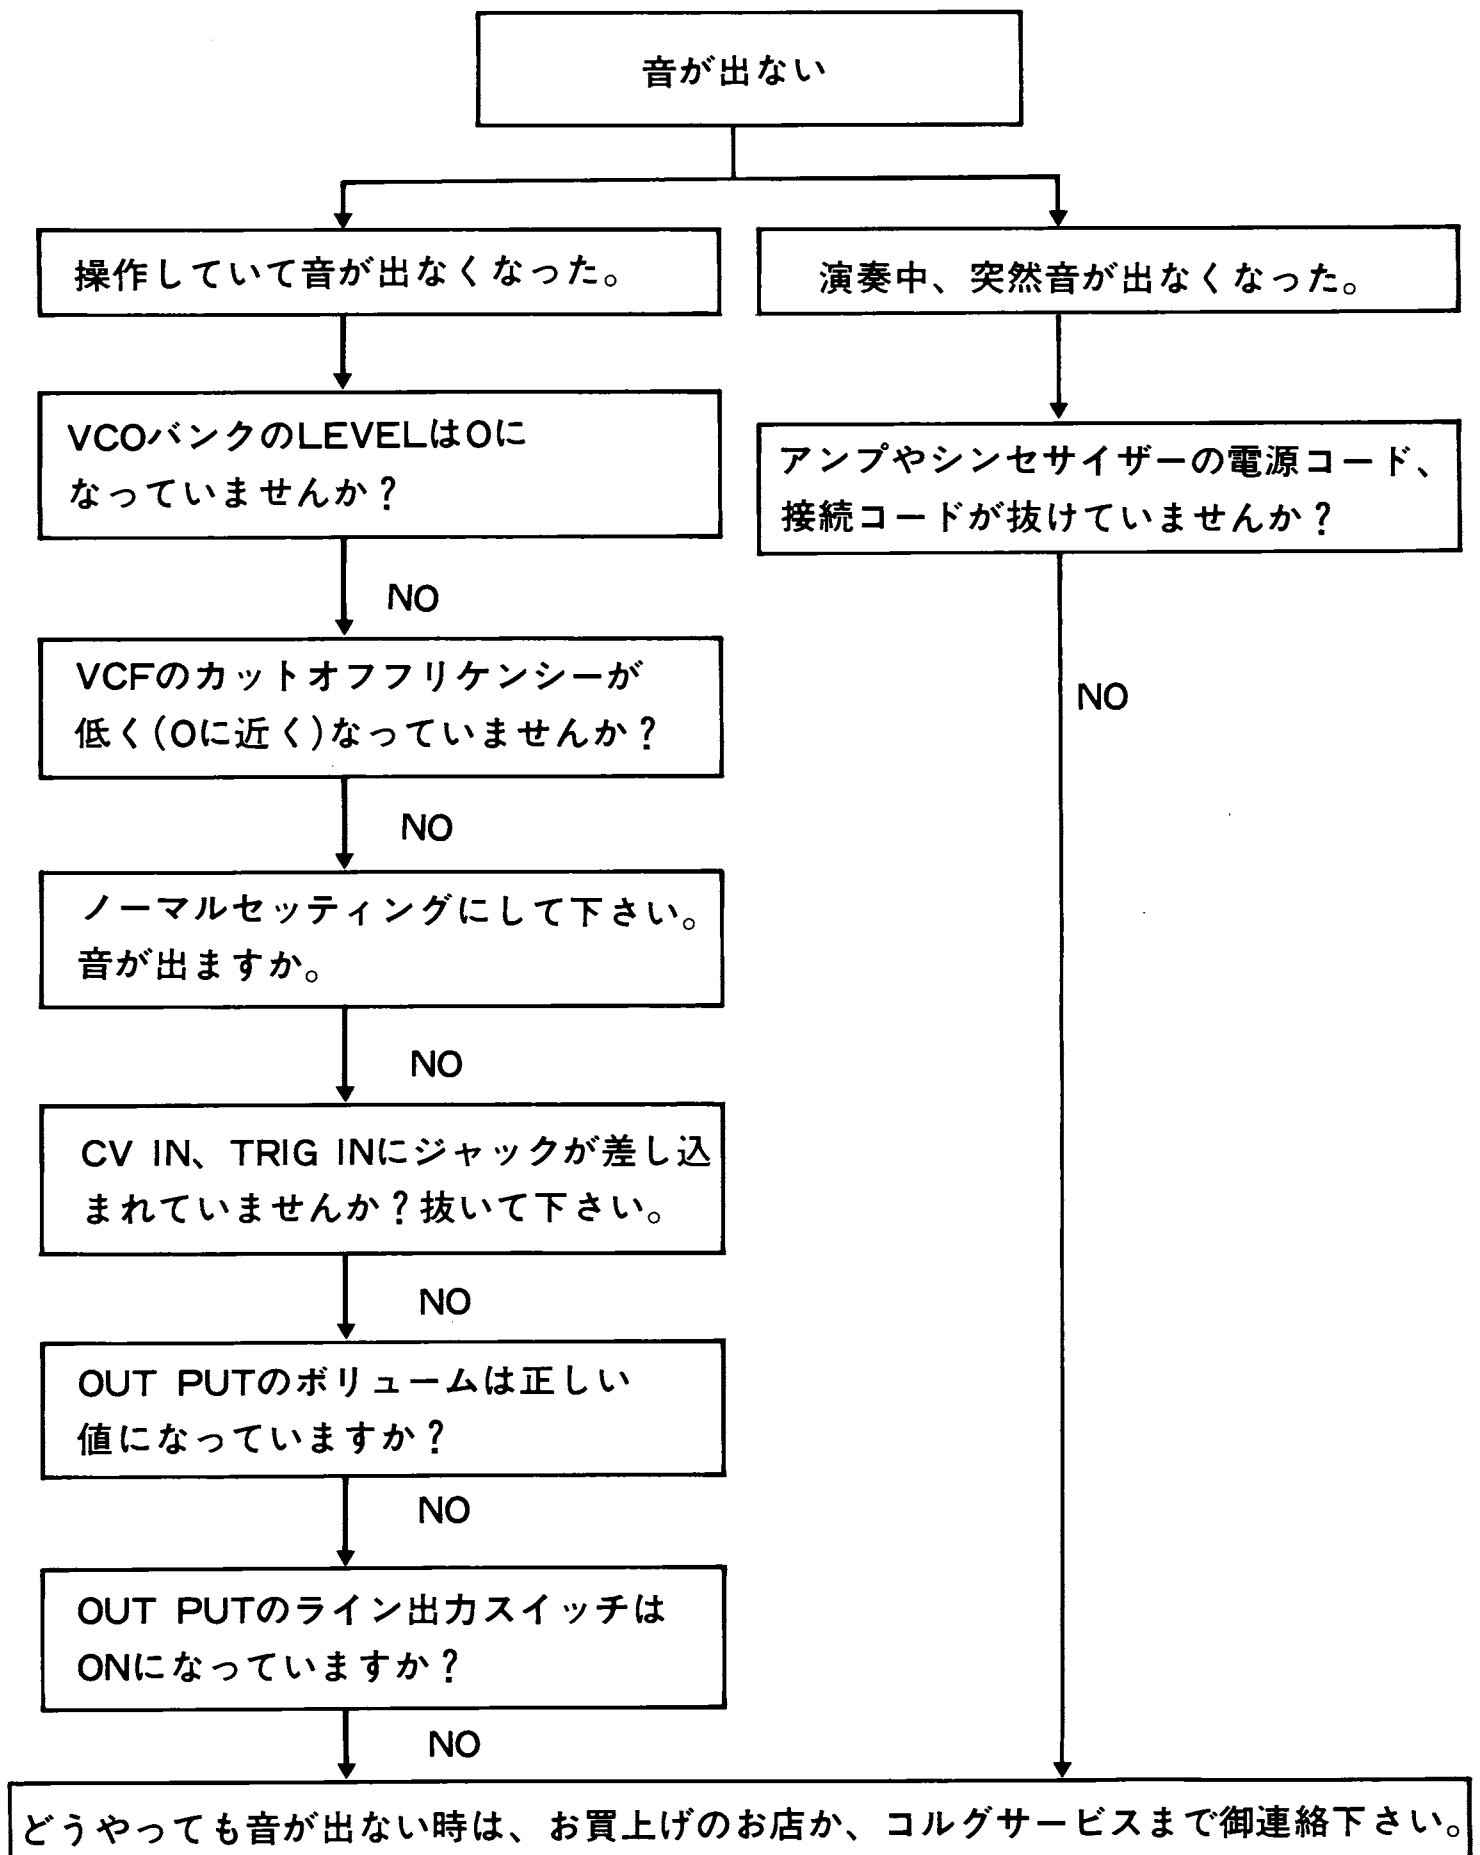 音が出ない
操作していて音が出なくなった。
演奏中、突然音が出なくなった。
VCOバンクのLEVELは0に
なっていませんか？
アンプやシンセサイザーの電源コード、
接続コードが抜けていませんか？
NO
VCFのカットオフフリケンシーが
低く(0に近く)なっていませんか？
NO
NO
ノーマルセッティングにして下さい。
音が出ますか。
NO
CV IN、TRIG INにジャックが差し込
まれていませんか？抜いて下さい。
NO
OUT PUTのボリュームは正しい
値になっていますか？
NO
OUT PUTのライン出力スイッチは
ONになっていますか？
NO
どうやっても音が出ない時は、お買上げのお店か、コルグサービスまで御連絡下さい。